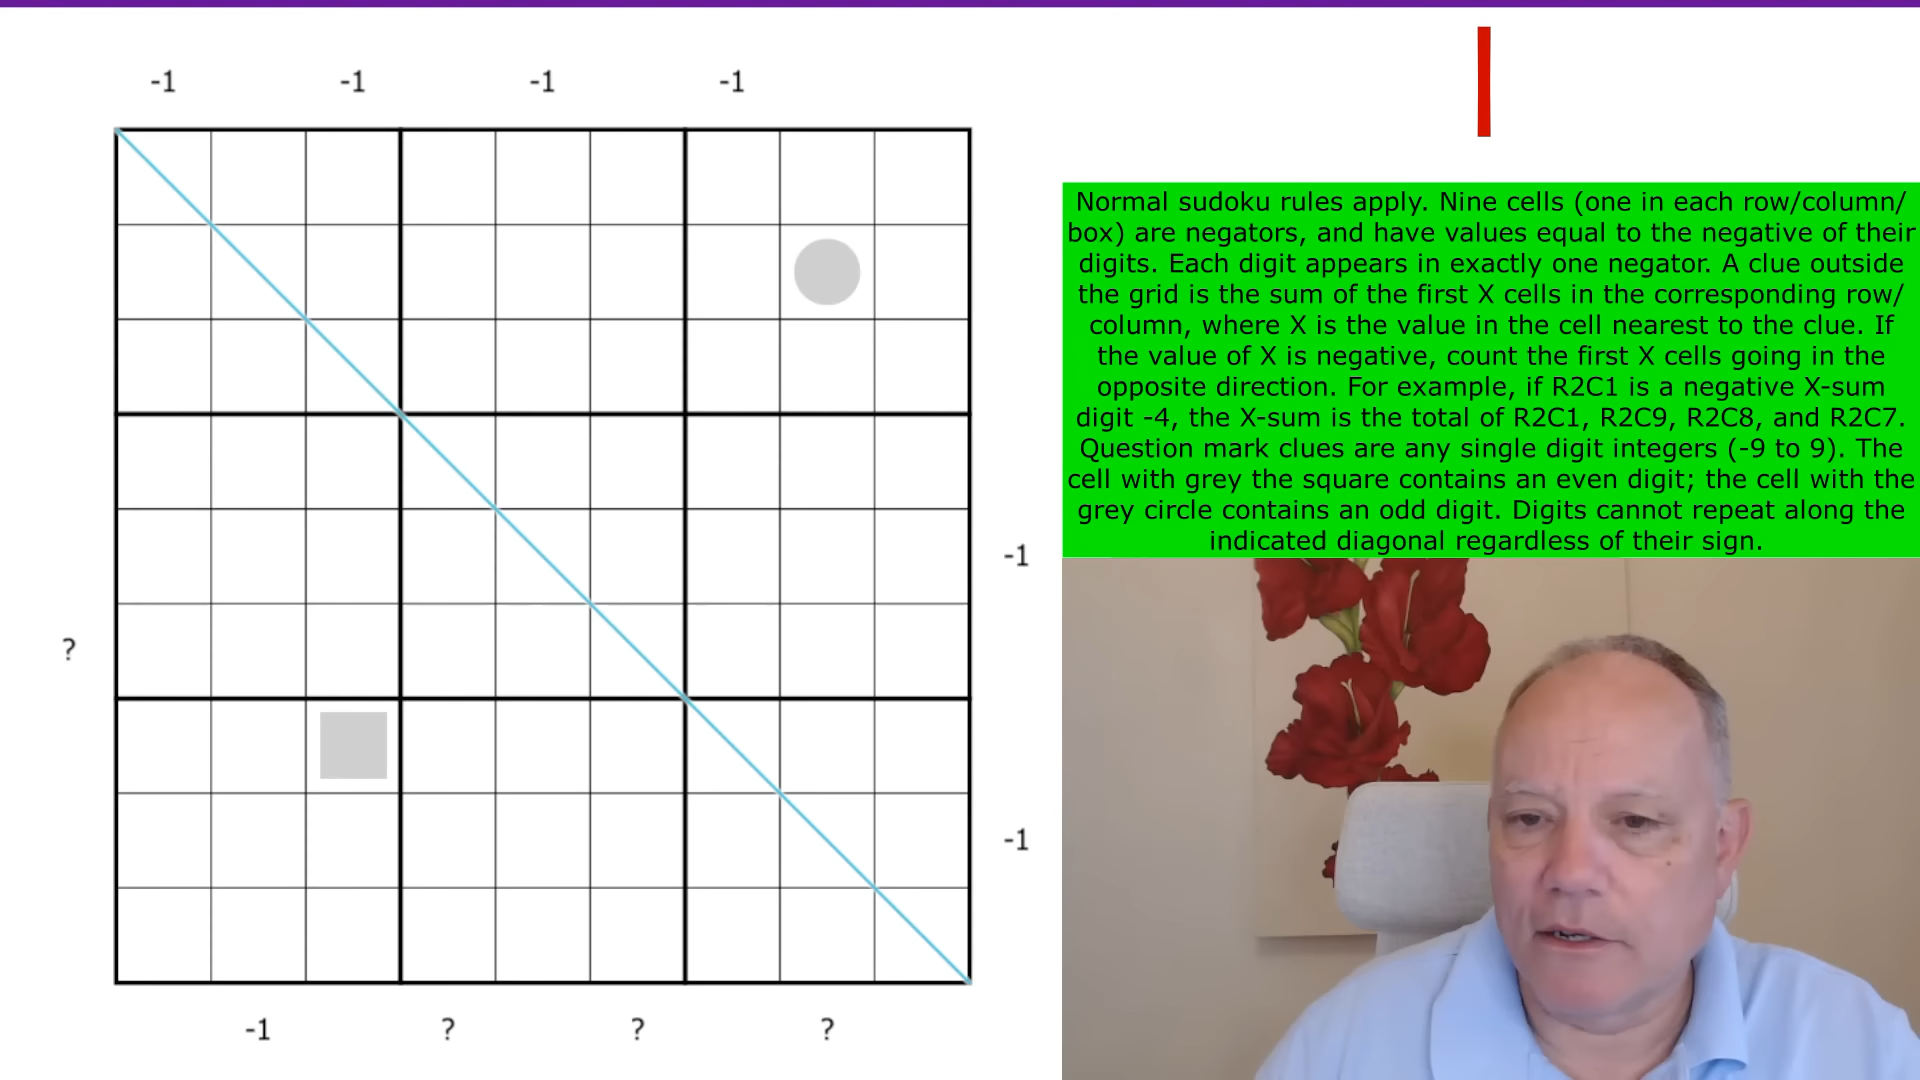 -1 -1 -1 -1
Normal sudoku rules apply. Nine cells (one in each row/column/
box) are negators, and have values equal to the negative of their
digits. Each digit appears in exactly one negator. A clue outside
the grid is the sum of the first X cells in the corresponding row/
column, where X is the value in the cell nearest to the clue. If
the value of X is negative, count the first X cells going in the
opposite direction. For example, if R2C1 is a negative X-sum
digit -4, the X-sum is the total of R2C1, R2C9, R2C8, and R2C7.
Question mark clues are any single digit integers (-9 to 9). The
cell with grey the square contains an even digit; the cell with the
grey circle contains an odd digit. Digits cannot repeat along the
indicated diagonal regardless of their sign.
-1
?
-1
-1 ? ? ?